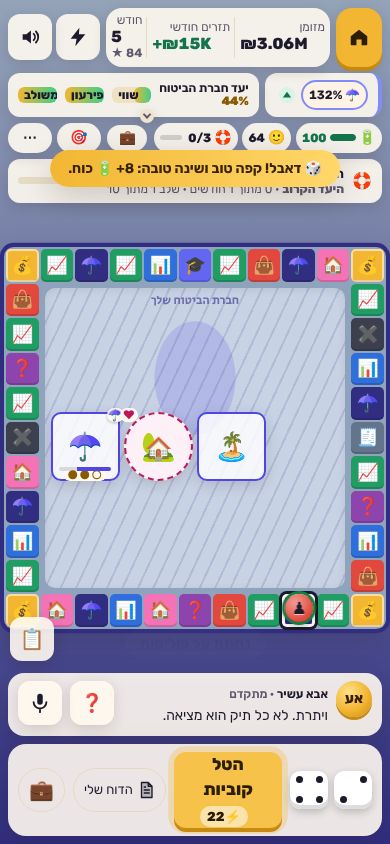 מזומן
₪3.06M
תזרים חודשי
+₪15K
חודש
5
★ 84
132%
יעד חברת הביטוח
44%
שווי
פירעון
משולב
100
64
0/3
דאבל! קפה טוב ושינה טובה: 8+ כוח.
חברת הביטוח שלך
אבא עשיר • מתקדם
ויתרת. לא כל תיק הוא מציאה.
אע
הטל
קוביות
22
הדוח שלי